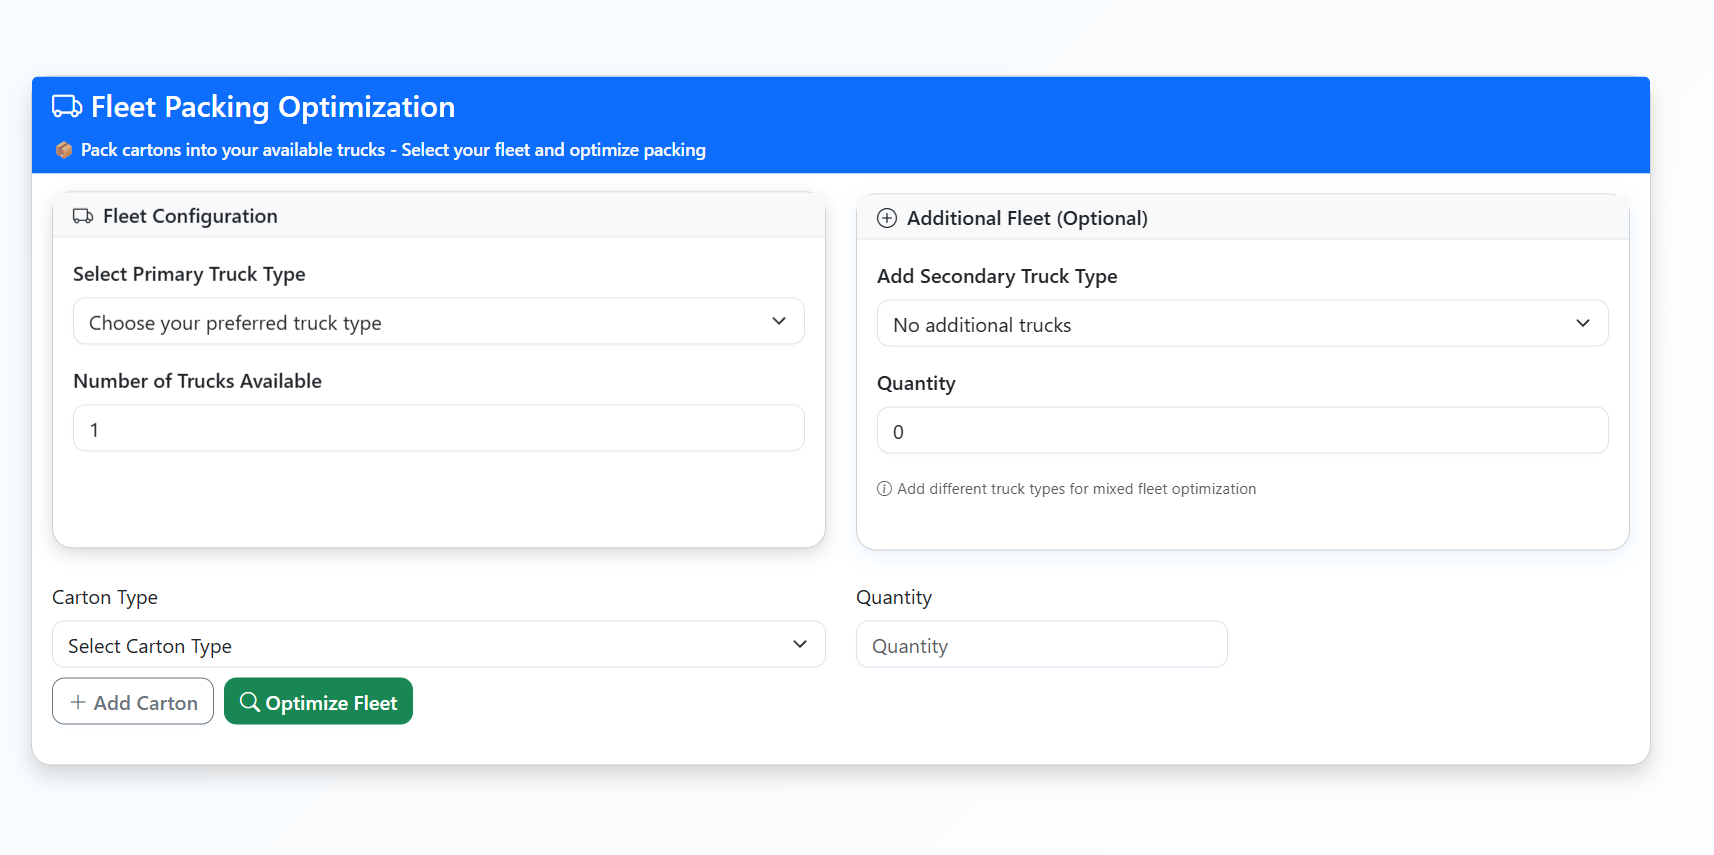 Fleet Packing Optimization
Pack cartons into your available trucks - Select your fleet and optimize packing
Fleet Configuration
Select Primary Truck Type
Choose your preferred truck type
Number of Trucks Available
1
Additional Fleet (Optional)
Add Secondary Truck Type
No additional trucks
Quantity
0
Add different truck types for mixed fleet optimization
Carton Type
Select Carton Type
Quantity
Quantity
+ Add Carton
Optimize Fleet